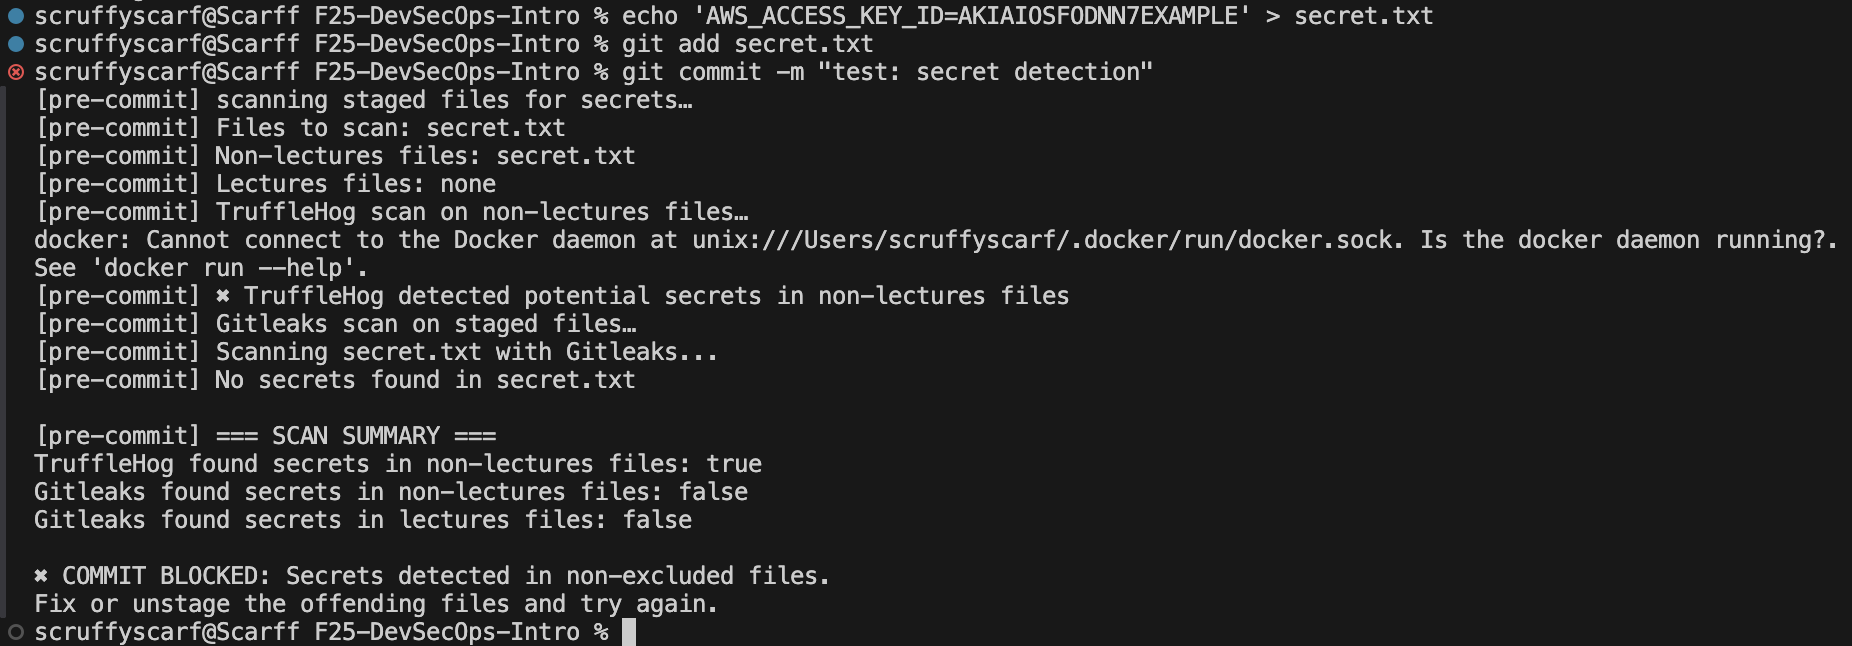 scruffyscarf@Scarff F25-DevSecOps-Intro % echo 'AWS_ACCESS_KEY_ID=AKIAIOSFODNN7EXAMPLE' > secret.txt
scruffyscarf@Scarff F25-DevSecOps-Intro % git add secret.txt
scruffyscarf@Scarff F25-DevSecOps-Intro % git commit -m "test: secret detection"
[pre-commit] scanning staged files for secrets…
[pre-commit] Files to scan: secret.txt
[pre-commit] Non-lectures files: secret.txt
[pre-commit] Lectures files: none
[pre-commit] TruffleHog scan on non-lectures files…
docker: Cannot connect to the Docker daemon at unix:///Users/scruffyscarf/.docker/run/docker.sock. Is the docker daemon running?.
See 'docker run --help'.
[pre-commit] ✖ TruffleHog detected potential secrets in non-lectures files
[pre-commit] Gitleaks scan on staged files…
[pre-commit] Scanning secret.txt with Gitleaks...
[pre-commit] No secrets found in secret.txt
[pre-commit] === SCAN SUMMARY ===
TruffleHog found secrets in non-lectures files: true
Gitleaks found secrets in non-lectures files: false
Gitleaks found secrets in lectures files: false
✖ COMMIT BLOCKED: Secrets detected in non-excluded files.
Fix or unstage the offending files and try again.
scruffyscarf@Scarff F25-DevSecOps-Intro %